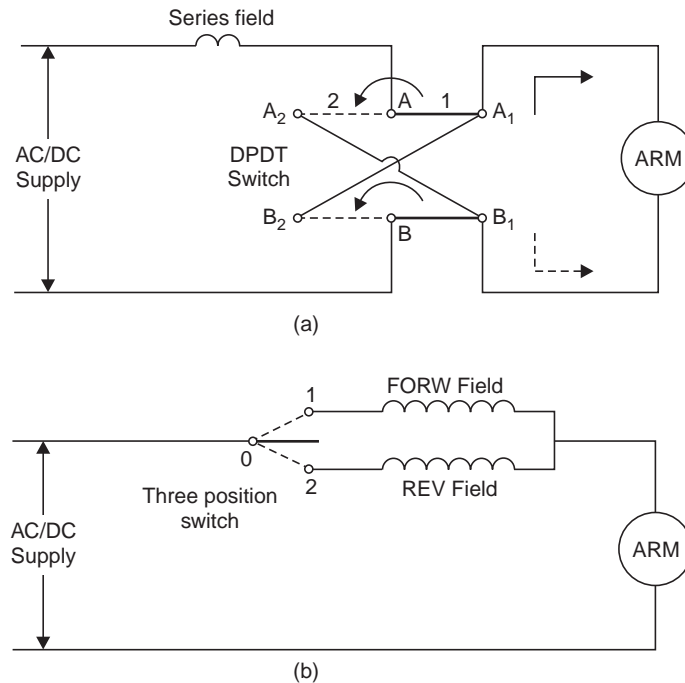 Series field
2
A
1
A2
A1
AC/DC
Supply
DPDT
Switch
ARM
B2
B
B1
(a)
1
FORW Field
0
2
REV Field
Three position
switch
AC/DC
Supply
ARM
(b)